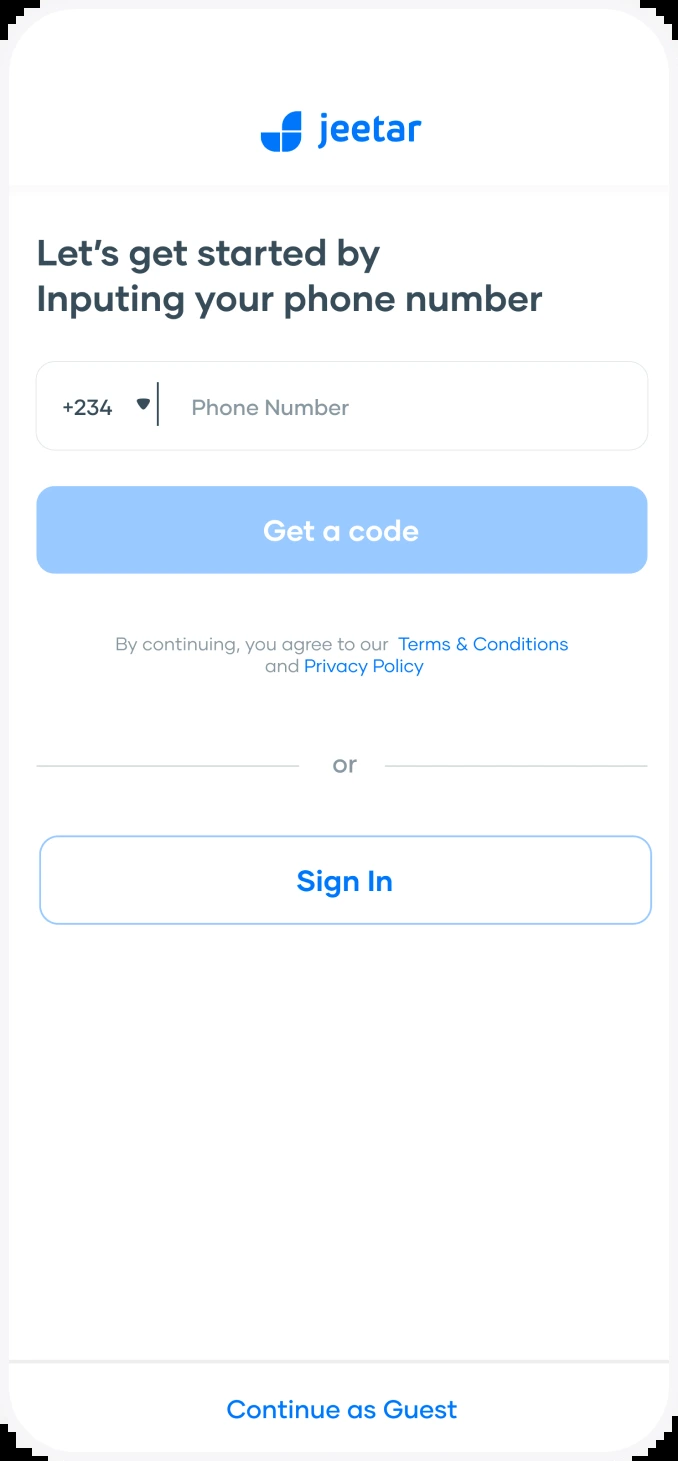 jeetar
Let’s get started by
Inputing your phone number
+234 Phone Number
Get a code
By continuing, you agree to our Terms & Conditions
and Privacy Policy
or
Sign In
Continue as Guest